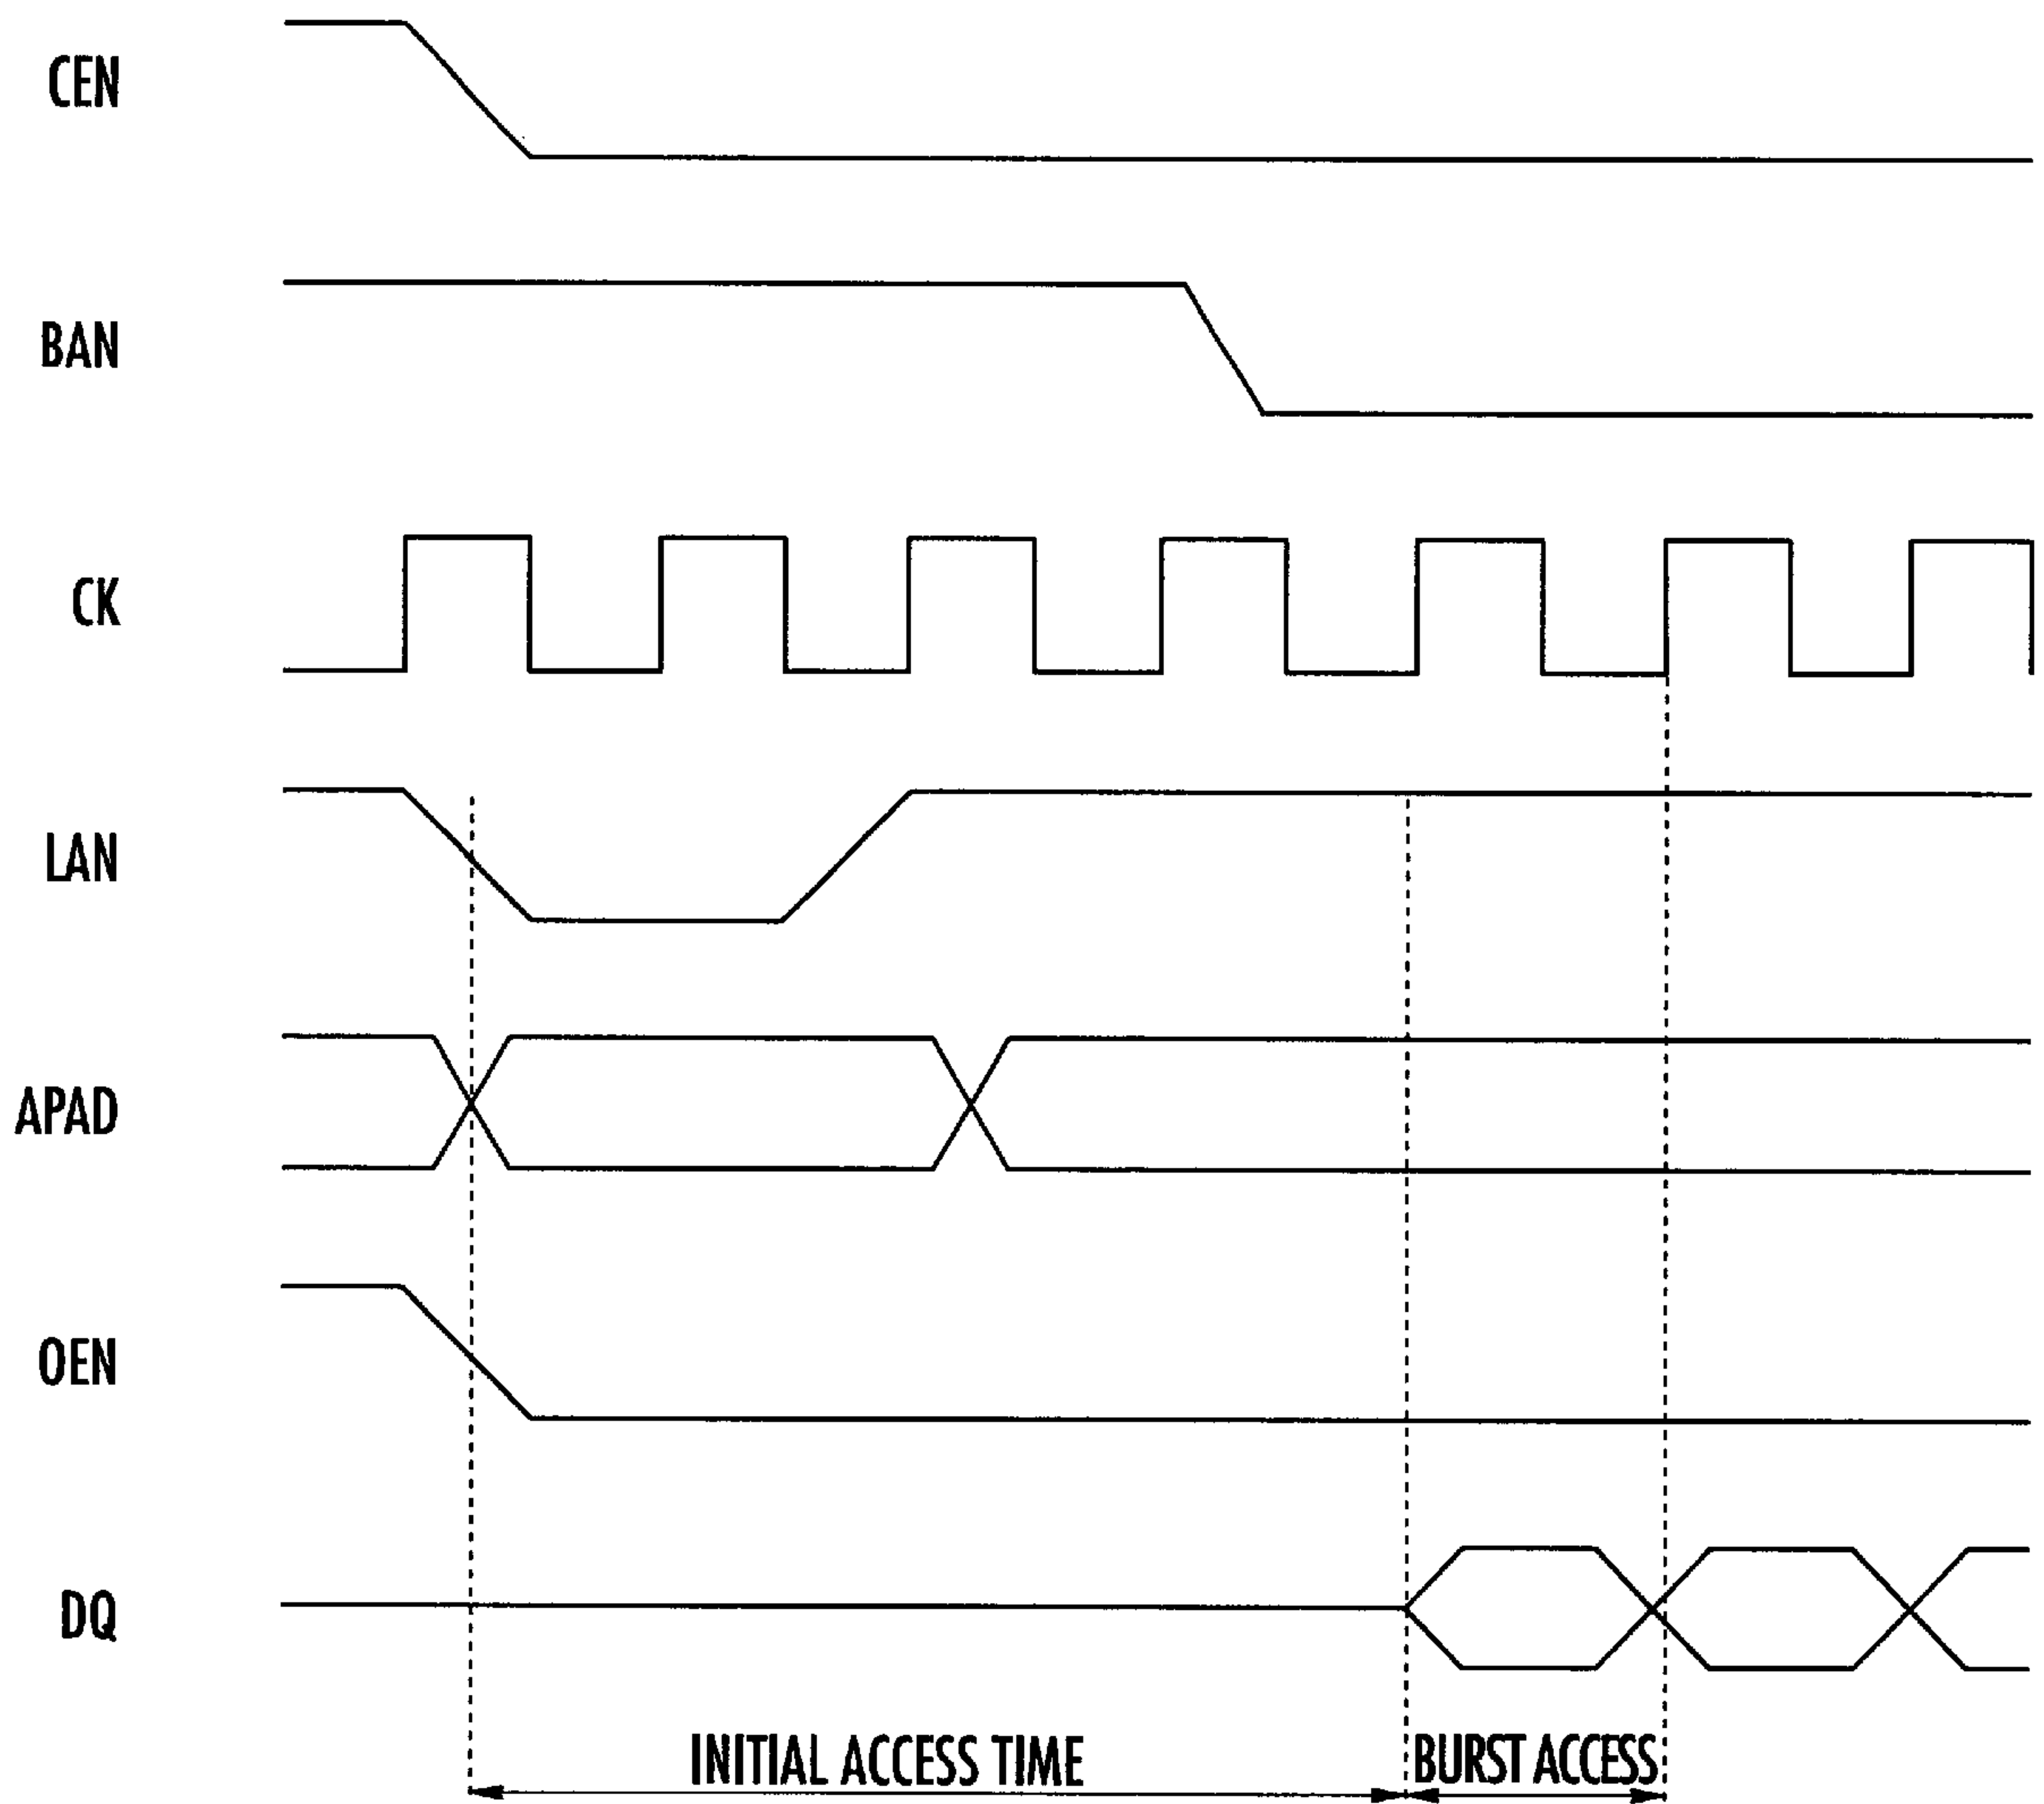 CEN
BAN
CK
LAN
APAD
OEN
DQ
INITIAL ACCESS TIME
BURST ACCESS